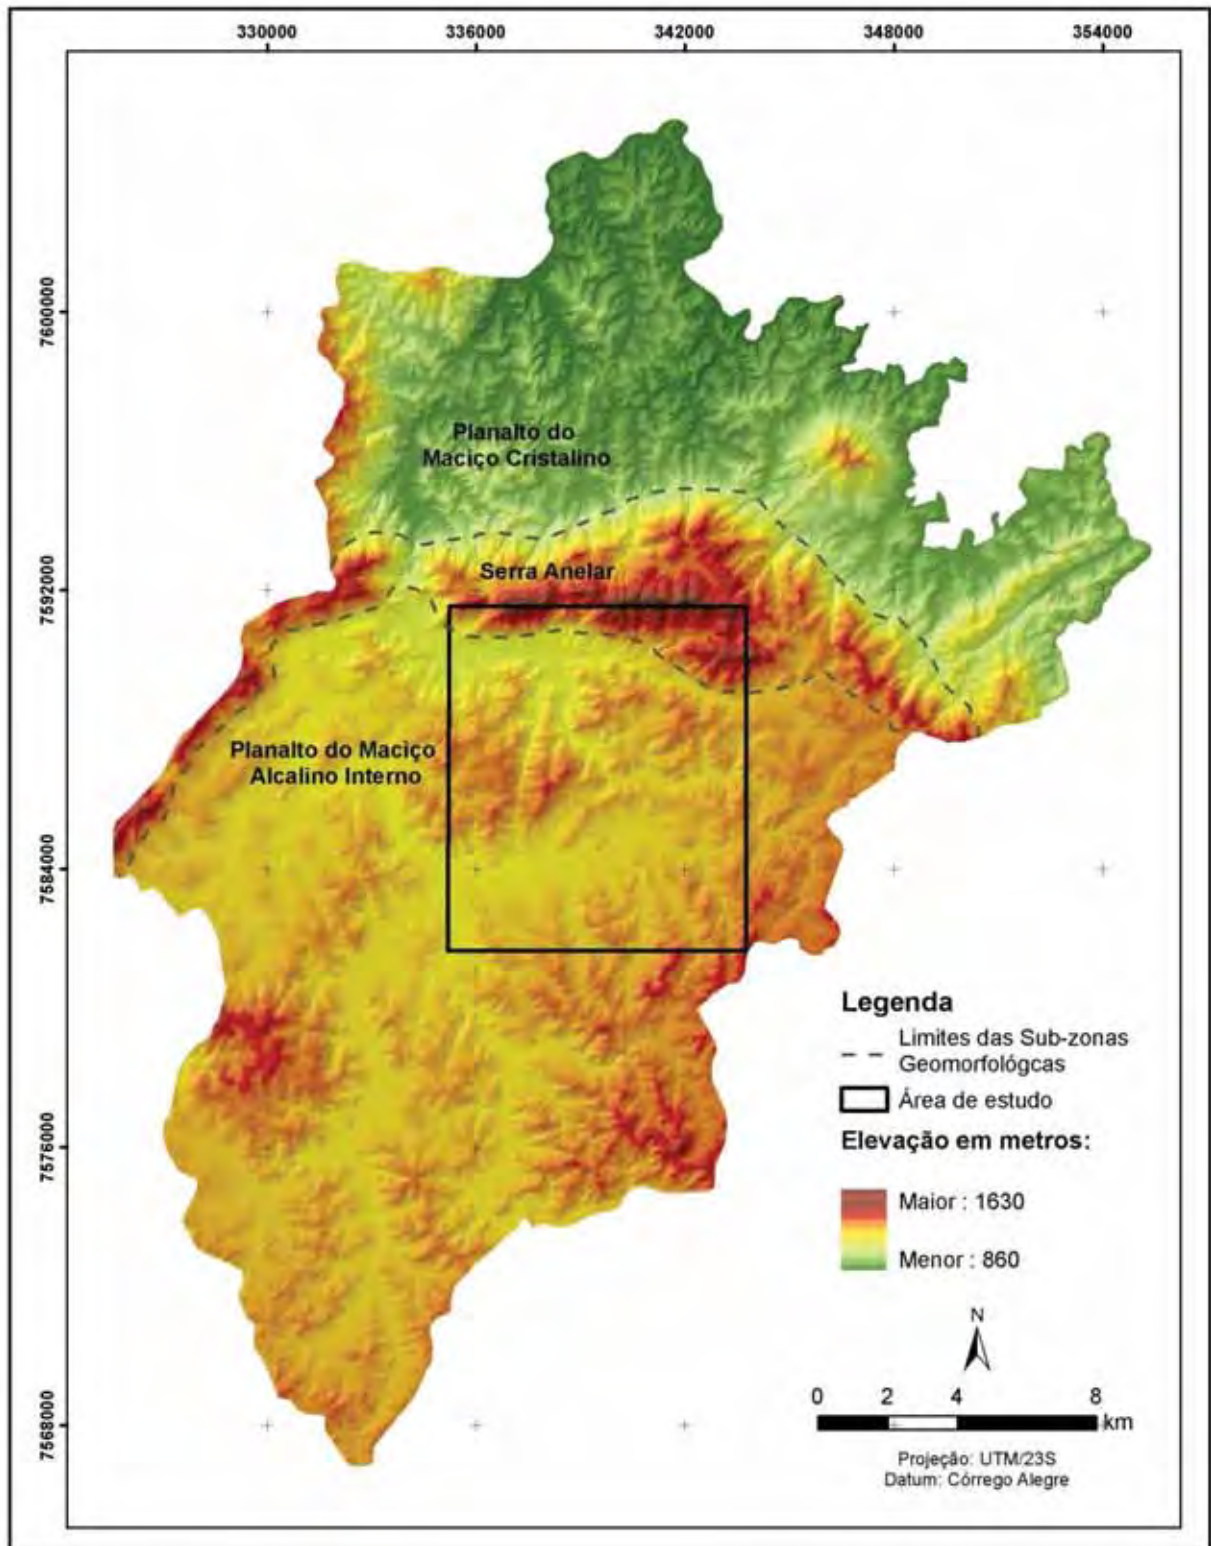 330000
336000
342000
348000
354000
7600000
7592000
7584000
7576000
7568000
Planalto do
Maciço Cristalino
Serra Anelar
Planalto do Maciço
Alcalino Interno
Legenda
Limites das Sub-zonas
Geomorfológcas
Área de estudo
Elevação em metros:
Maior : 1630
Menor : 860
N
0 2 4 8
km
Projeção: UTM/23S
Datum: Córrego Alegre